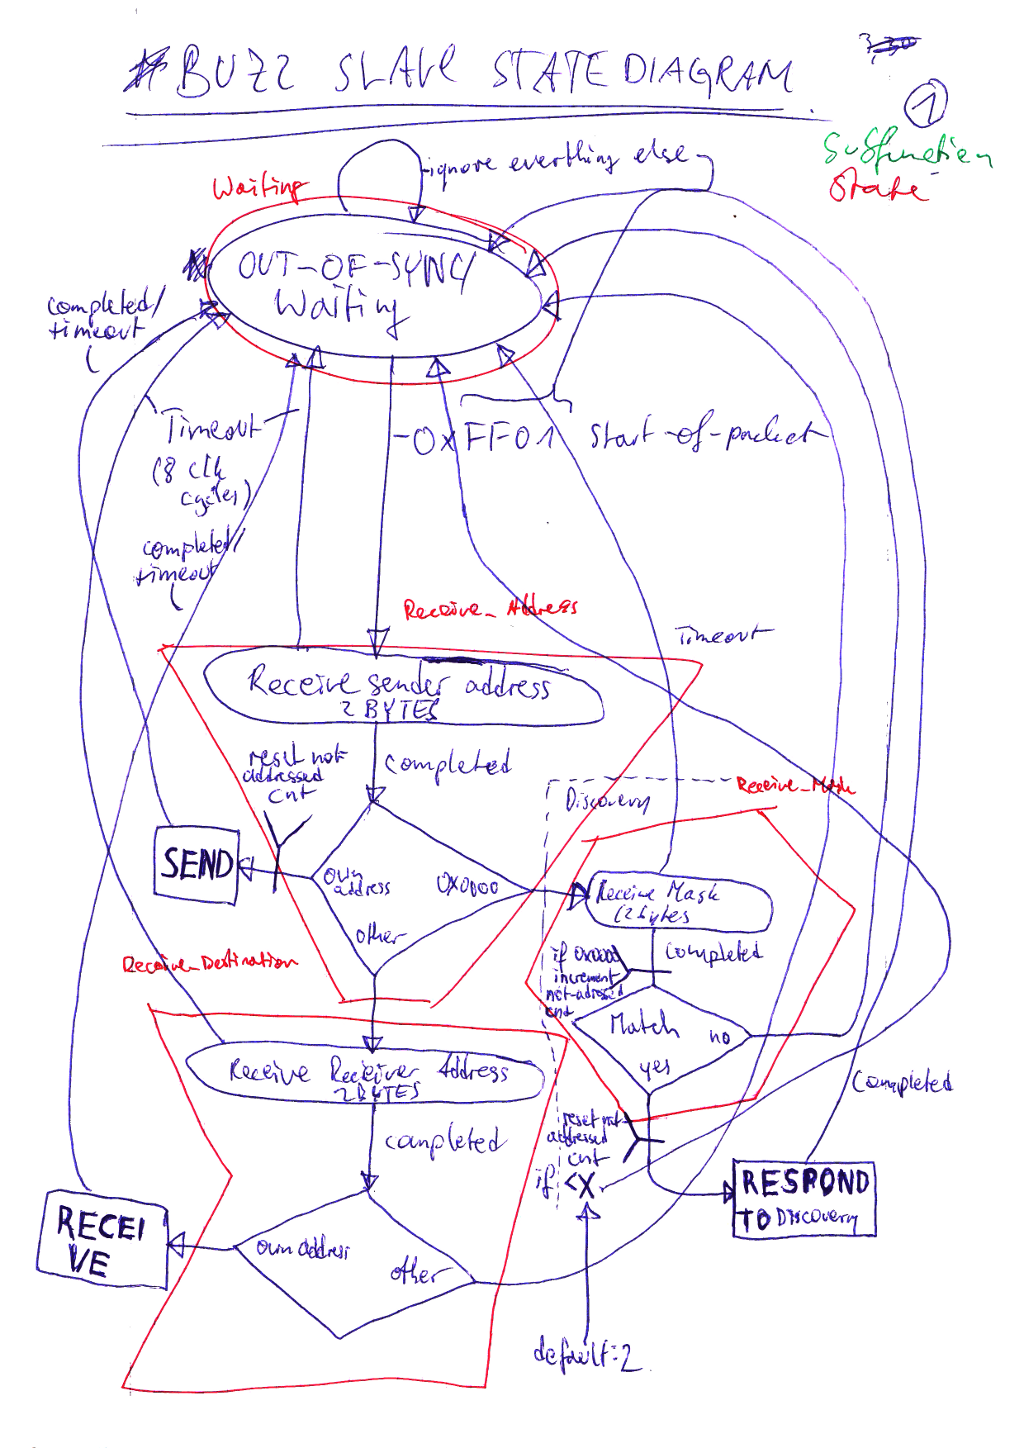 BUZZ SLAVE STATE DIAGRAM
1
Subfunction
State
ignore everthing else
Waiting
OUT-OF-SYNC/
Waiting
completed/
timeout
Timeout
(8 clk
cycles)
-0xFF01 Start-of-packet
completed/
timeout
Receive_Address
Timeout
Receive sender address
2 BYTES
reset not
addressed
cnt
completed
Discovery
Receive_Mask
SEND
own
address
0x0000
other
Receive Mask
(2 bytes
completed
if 0x0000
increment
not-adressed
cnt
Receive_Destination
Match
no
yes
Receive Receiver Address
2 BYTES
completed
completed
reset not
addressed
cnt
if <X
RESPOND
TO DISCOVERY
RECEI
VE
own address
other
default=2